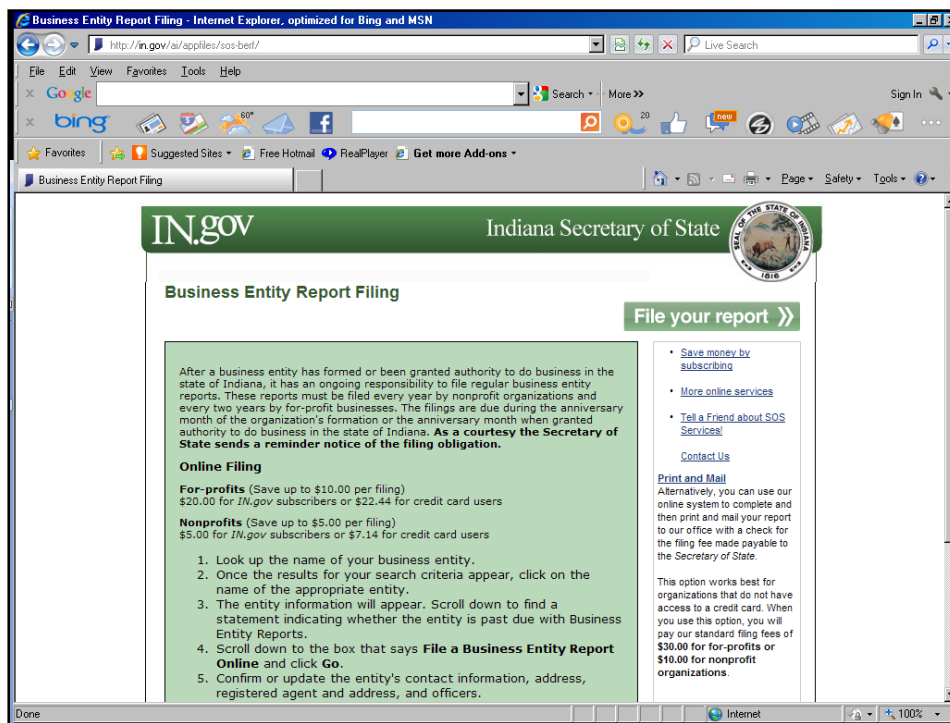 Business Entity Report Filing - Internet Explorer, optimized for Bing and MSN
http://in.gov/ai/appfiles/sos-berf/
Live Search
File Edit View Favorites Tools Help
Google Search More >> Sign In
bing 60° 20 new
Favorites Suggested Sites Free Hotmail RealPlayer Get more Add-ons
Business Entity Report Filing Page Safety Tools
IN.gov Indiana Secretary of State
SEAL OF THE STATE OF INDIANA
1816
Business Entity Report Filing
File your report
After a business entity has formed or been granted authority to do business in the
state of Indiana, it has an ongoing responsibility to file regular business entity
reports. These reports must be filed every year by nonprofit organizations and
every two years by for-profit businesses. The filings are due during the anniversary
month of the organization's formation or the anniversary month when granted
authority to do business in the state of Indiana. As a courtesy the Secretary of
State sends a reminder notice of the filing obligation.
Online Filing
For-profits (Save up to $10.00 per filing)
$20.00 for IN.gov subscribers or $22.44 for credit card users
Nonprofits (Save up to $5.00 per filing)
$5.00 for IN.gov subscribers or $7.14 for credit card users
1. Look up the name of your business entity.
2. Once the results for your search criteria appear, click on the
name of the appropriate entity.
3. The entity information will appear. Scroll down to find a
statement indicating whether the entity is past due with Business
Entity Reports.
4. Scroll down to the box that says File a Business Entity Report
Online and click Go.
5. Confirm or update the entity's contact information, address,
registered agent and address, and officers.
• Save money by
subscribing
• More online services
• Tell a Friend about SOS
Services!
Contact Us
Print and Mail
Alternatively, you can use our
online system to complete and
then print and mail your report
to our office with a check for
the filing fee made payable to
the Secretary of State.
This option works best for
organizations that do not have
access to a credit card. When
you use this option, you will
pay our standard filing fees of
$30.00 for for-profits or
$10.00 for nonprofit
organizations.
Done Internet 100%